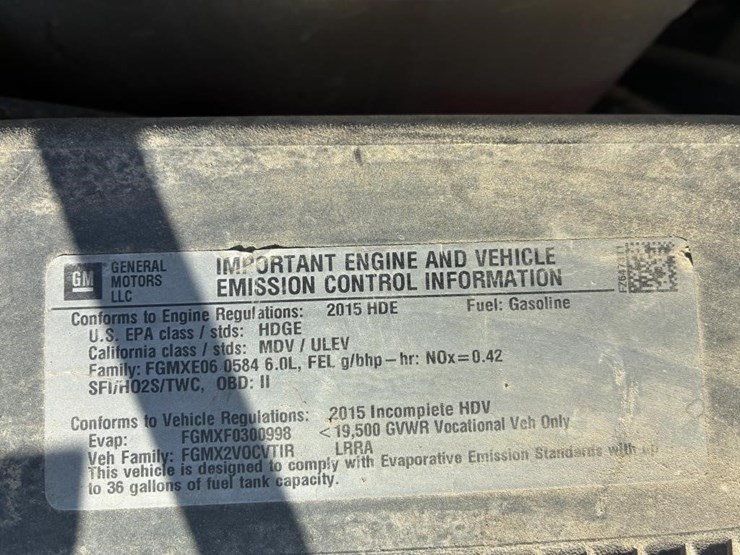 GM GENERAL MOTORS LLC
IMPORTANT ENGINE AND VEHICLE
EMISSION CONTROL INFORMATION
Conforms to Engine Regulations: 2015 HDE Fuel: Gasoline
U.S. EPA class / stds: HDGE
California class / stds: MDV / ULEV
Family: FGMXE06 0584 6.0L, FEL g/bhp-hr: NOx=0.42
SFI/HO2S/TWC, OBD: II
Conforms to Vehicle Regulations: 2015 Incomplete HDV
Evap: FGMXF0300998 <19,500 GVWR Vocational Veh Only
Veh Family: FGMX2VOCVTIR LRRA
This vehicle is designed to comply with Evaporative Emission Standards with up
to 36 gallons of fuel tank capacity.